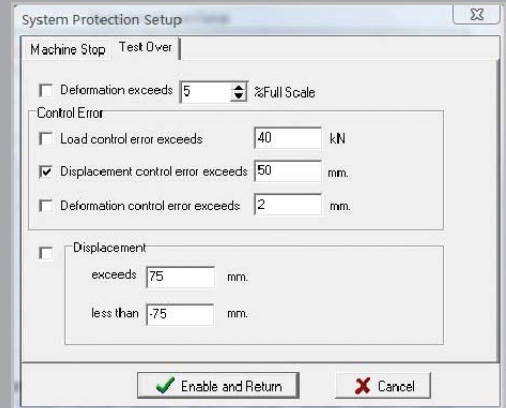 System Protection Setup
Machine Stop Test Over
Deformation exceeds 5 %Full Scale
Control Error
Load control error exceeds 40 kN
Displacement control error exceeds 50 mm.
Deformation control error exceeds 2 mm.
Displacement
exceeds 75 mm.
less than -75 mm.
Enable and Return Cancel